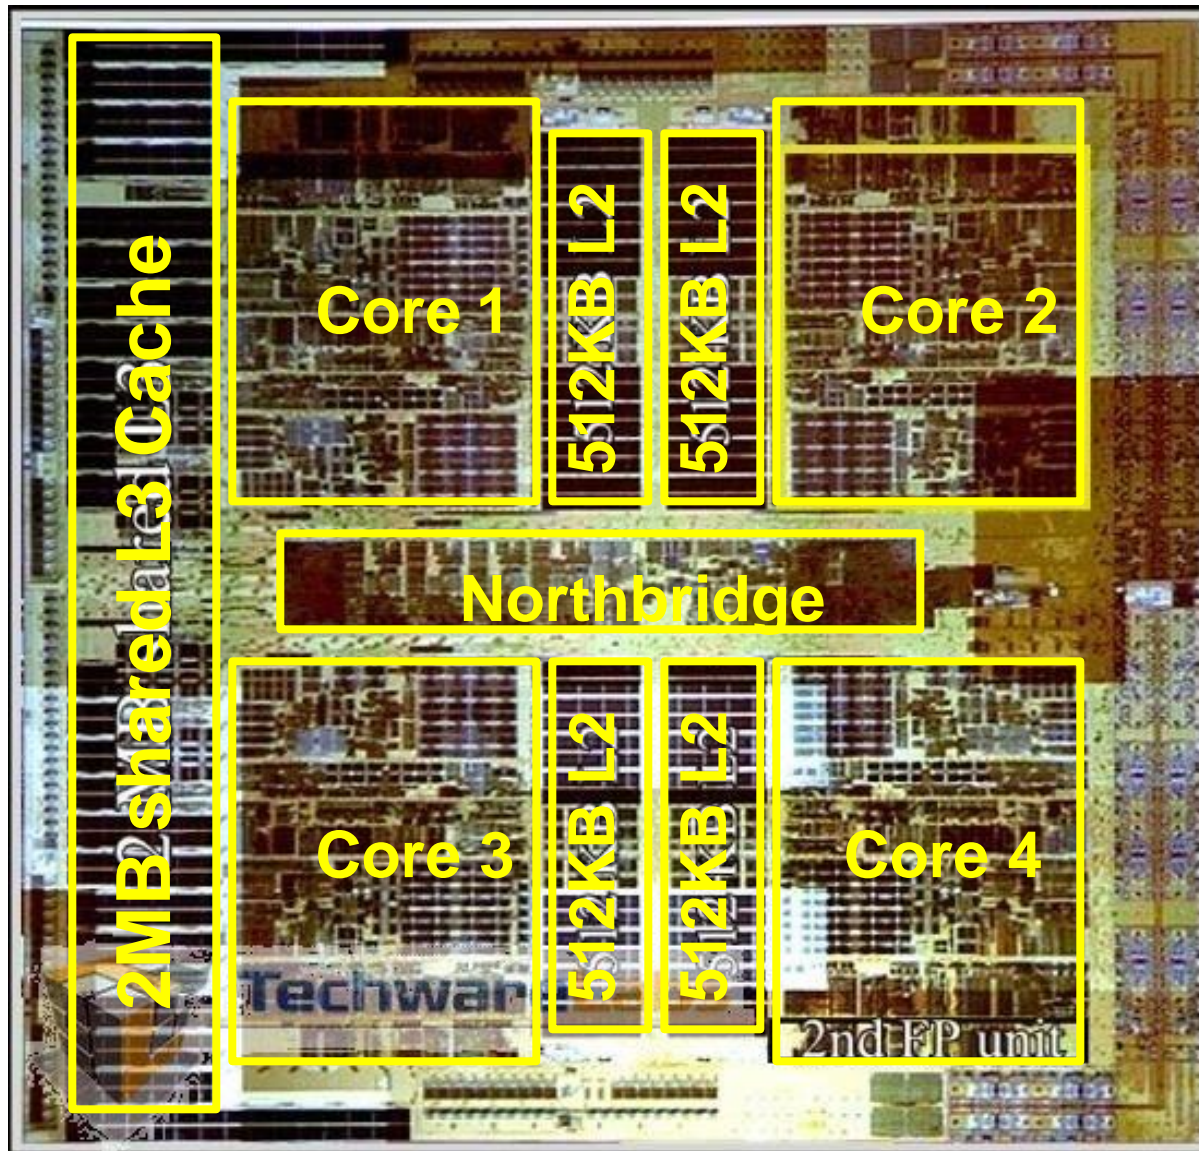 2MB shared L3 Cache
Core 1
512KB L2
512KB L2
Core 2
Northbridge
Core 3
512KB L2
512KB L2
Core 4
Techwar
2nd FP unit